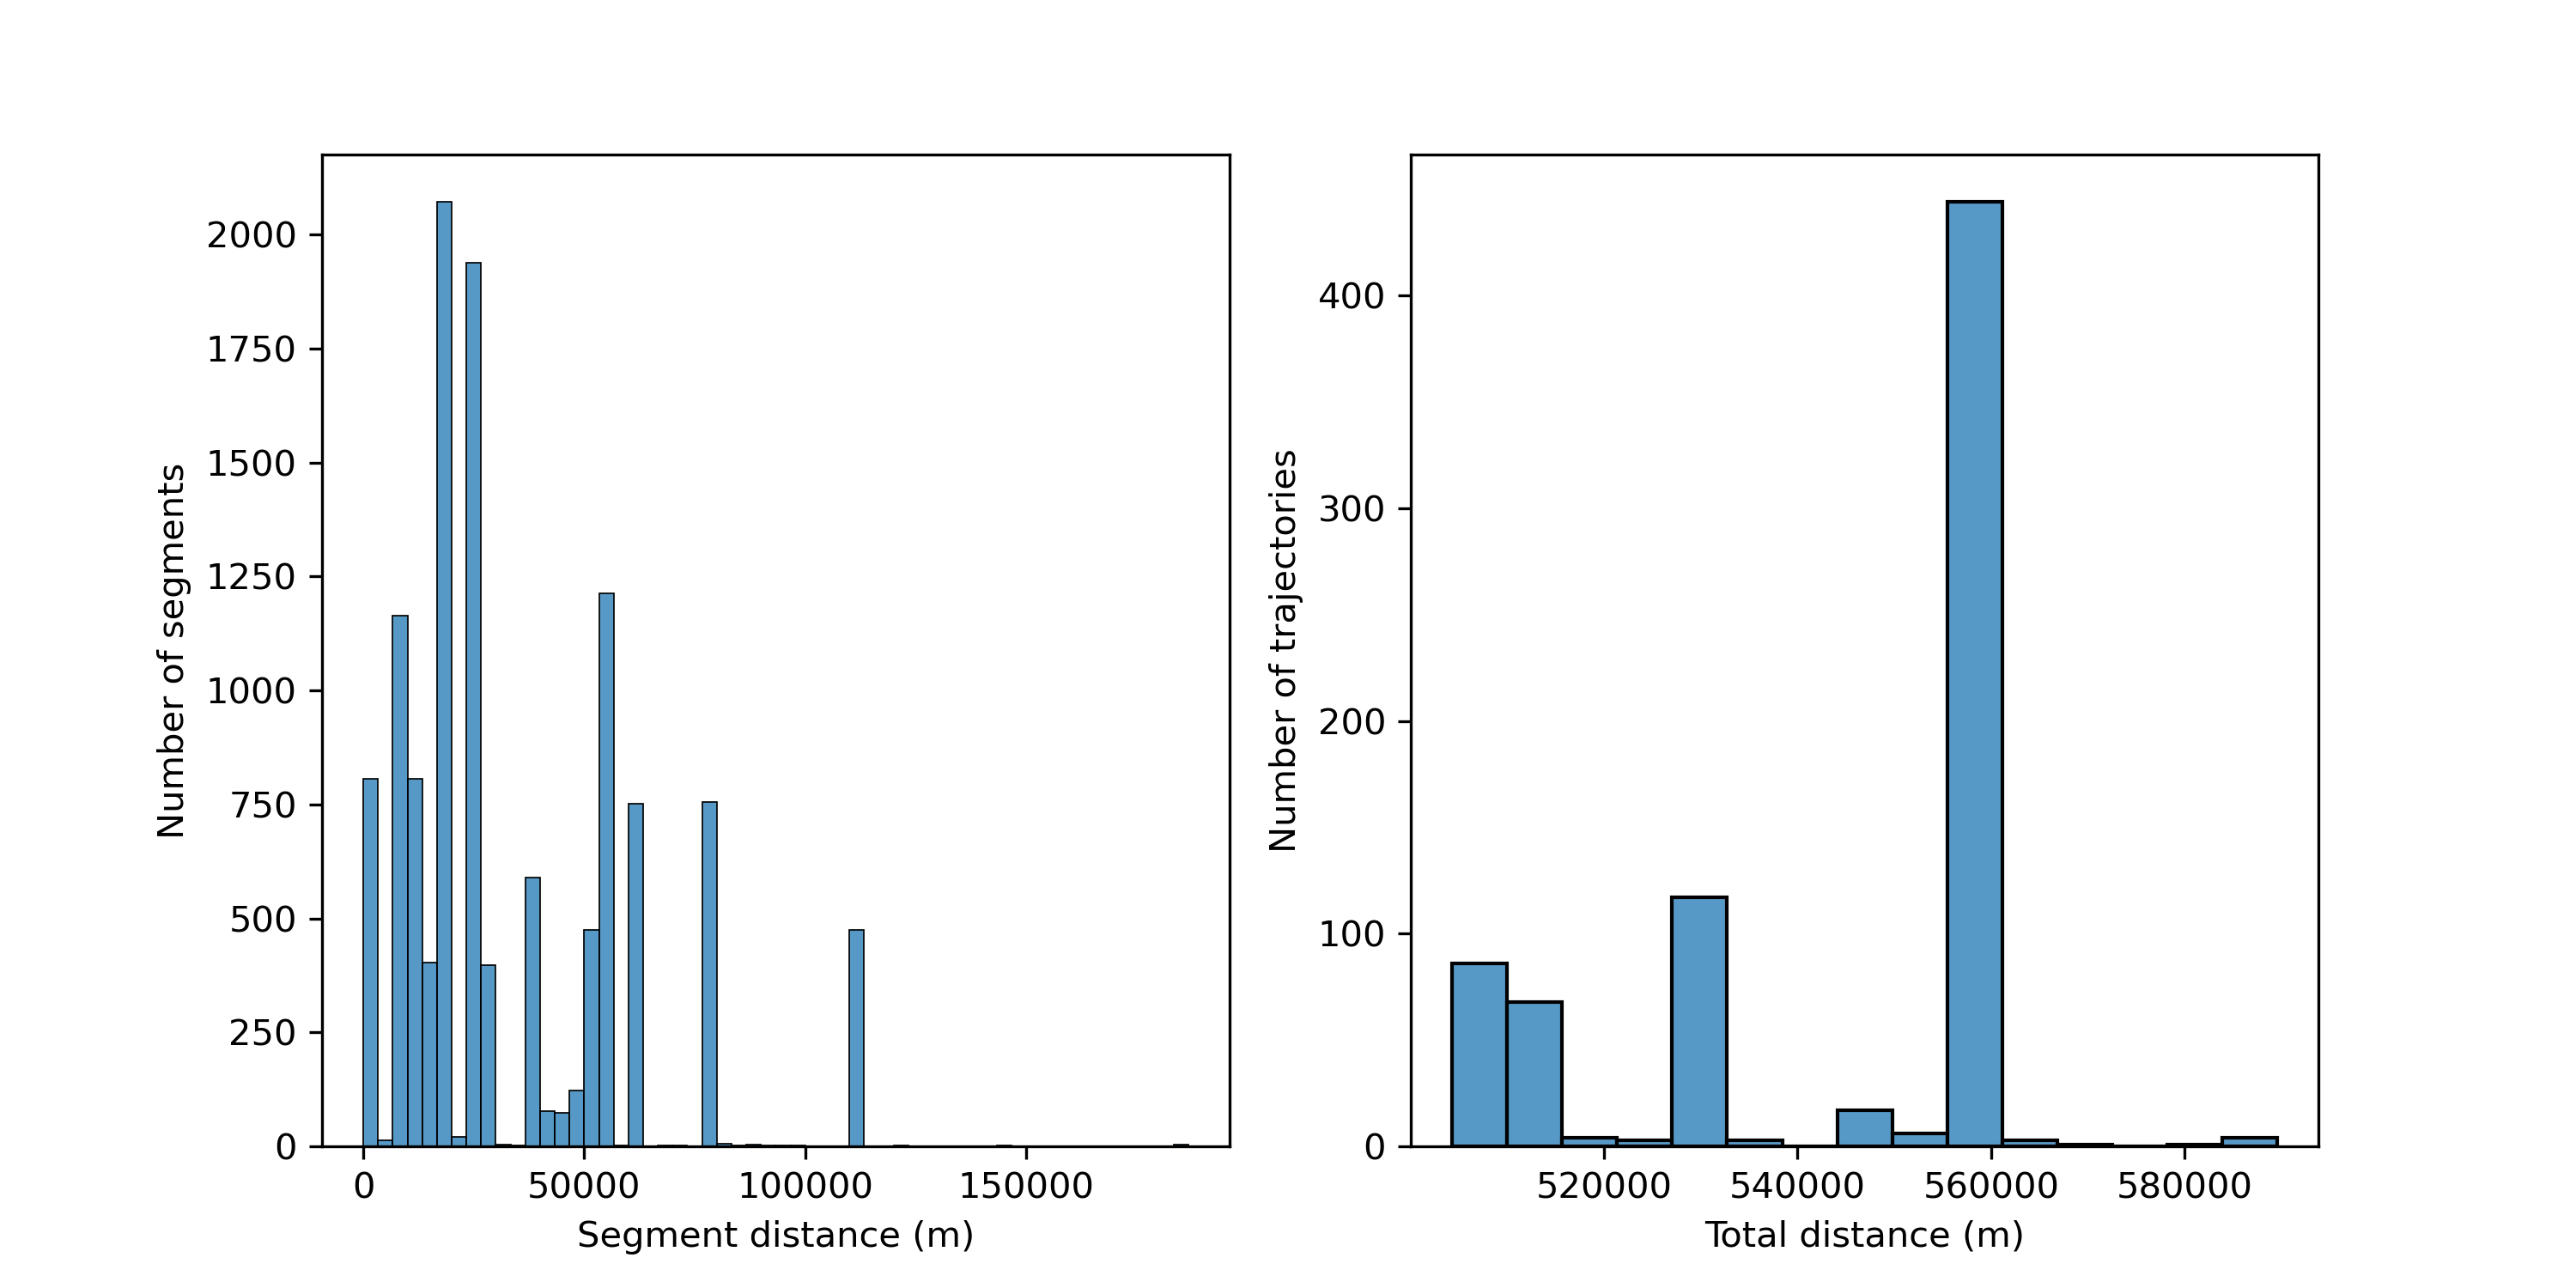 Number of segments
2000
1750
1500
1250
1000
750
500
250
0
0 50000 100000 150000
Segment distance (m)
Number of trajectories
400
300
200
100
0
520000 540000 560000 580000
Total distance (m)